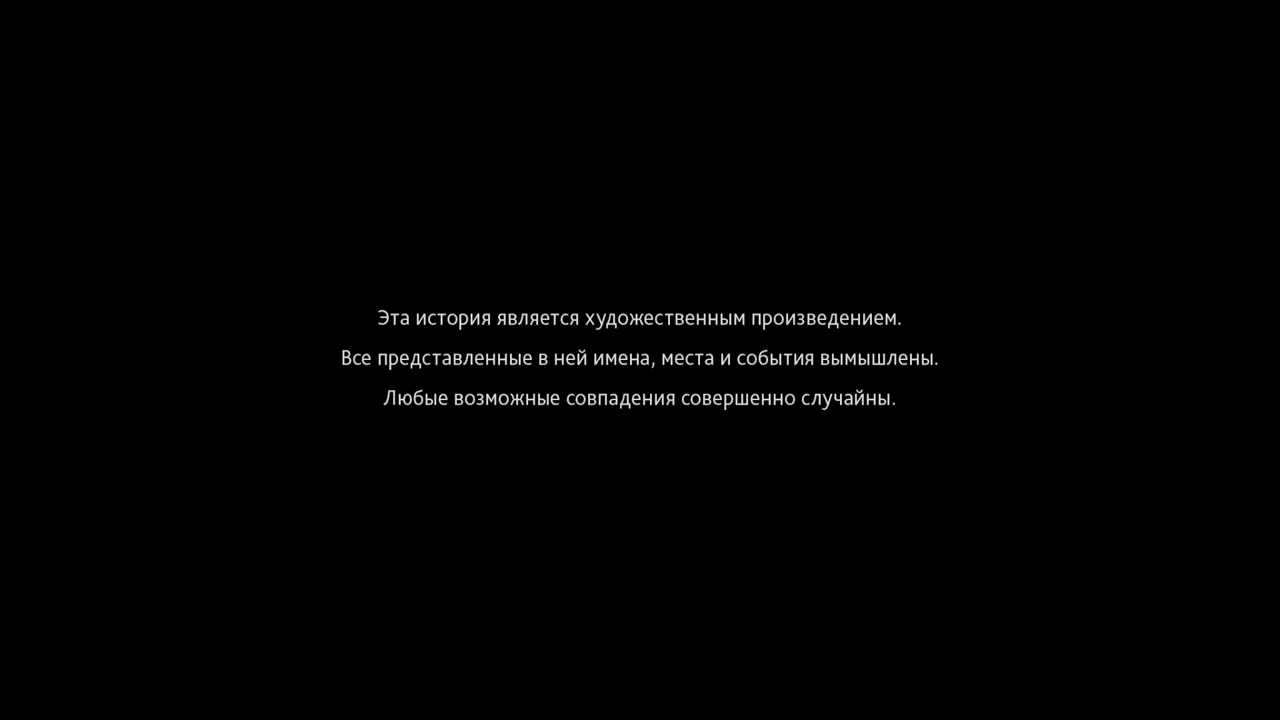 Эта история является художественным произведением.
Все представленные в ней имена, места и события вымышлены.
Любые возможные совпадения совершенно случайны.